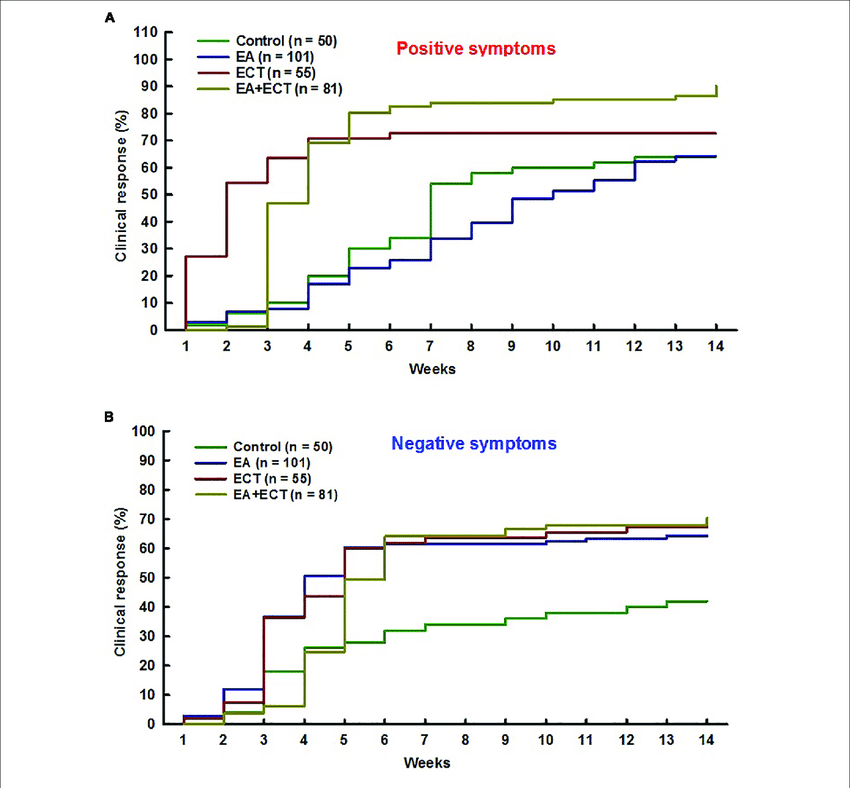 A
Positive symptoms
Control (n = 50)
EA (n = 101)
ECT (n = 55)
EA+ECT (n = 81)
Clinical response (%)
110
100
90
80
70
60
50
40
30
20
10
0
1 2 3 4 5 6 7 8 9 10 11 12 13 14
Weeks
B
Negative symptoms
Control (n = 50)
EA (n = 101)
ECT (n = 55)
EA+ECT (n = 81)
Clinical response (%)
100
90
80
70
60
50
40
30
20
10
0
1 2 3 4 5 6 7 8 9 10 11 12 13 14
Weeks